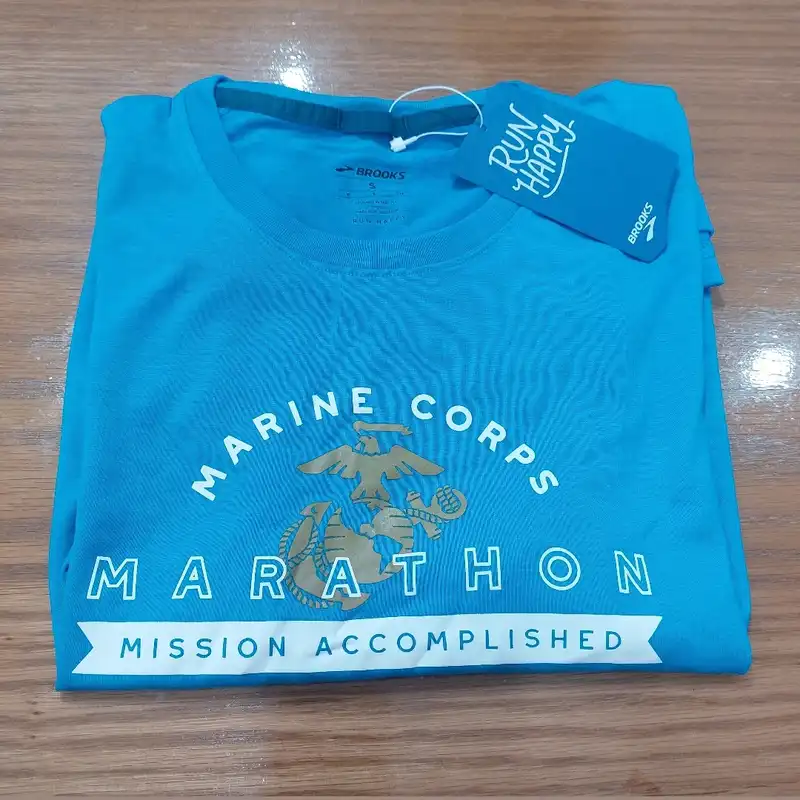 BROOKS
S
RUN
HAPPY
BROOKS
MARINE CORPS
MARATHON
MISSION ACCOMPLISHED